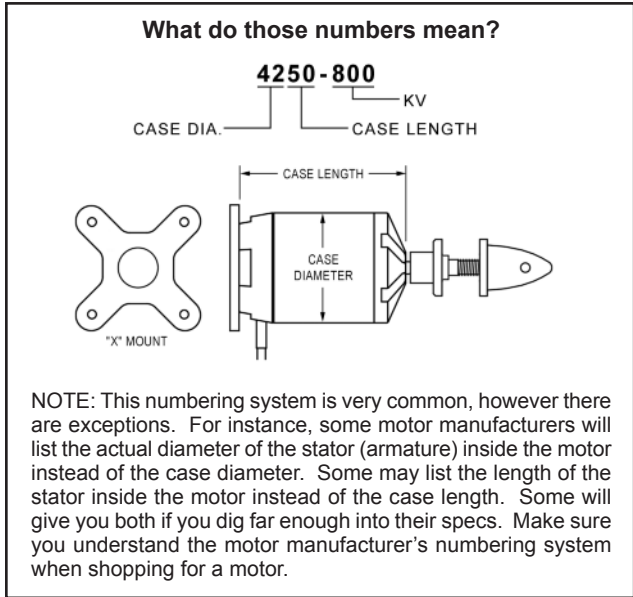 What do those numbers mean?
4250-800
KV
CASE DIA.
CASE LENGTH
CASE LENGTH
CASE
DIAMETER
"X" MOUNT
NOTE: This numbering system is very common, however there
are exceptions. For instance, some motor manufacturers will
list the actual diameter of the stator (armature) inside the motor
instead of the case diameter. Some may list the length of the
stator inside the motor instead of the case length. Some will
give you both if you dig far enough into their specs. Make sure
you understand the motor manufacturer's numbering system
when shopping for a motor.